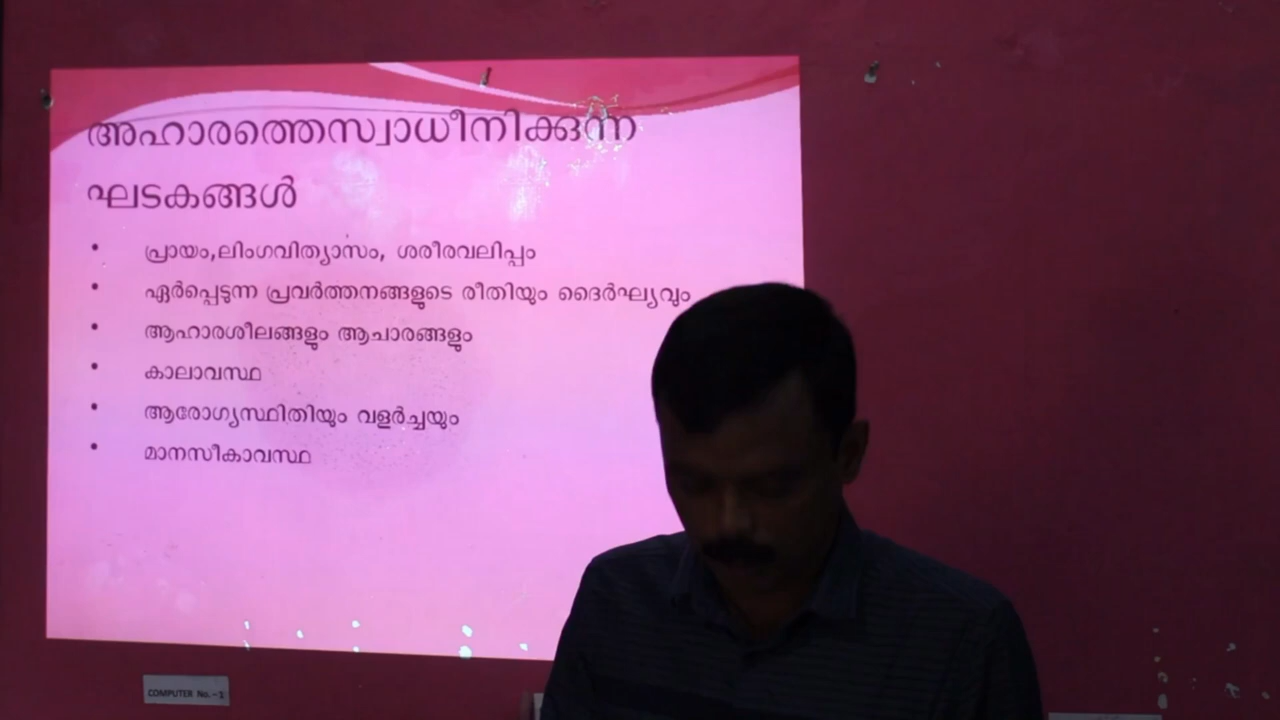 അഹാരത്തെസ്വാധീനിക്കുന്ന
ഘടകങ്ങൾ
• പ്രായം,ലിംഗവിത്യാസം, ശരീരവലിപ്പം
• ഏർപ്പെടുന്ന പ്രവർത്തനങ്ങളുടെ രീതിയും ദൈർഘ്യവും
• ആഹാരശീലങ്ങളും ആചാരങ്ങളും
• കാലാവസ്ഥ
• ആരോഗ്യസ്ഥിതിയും വളർച്ചയും
• മാനസീകാവസ്ഥ
COMPUTER No.-1